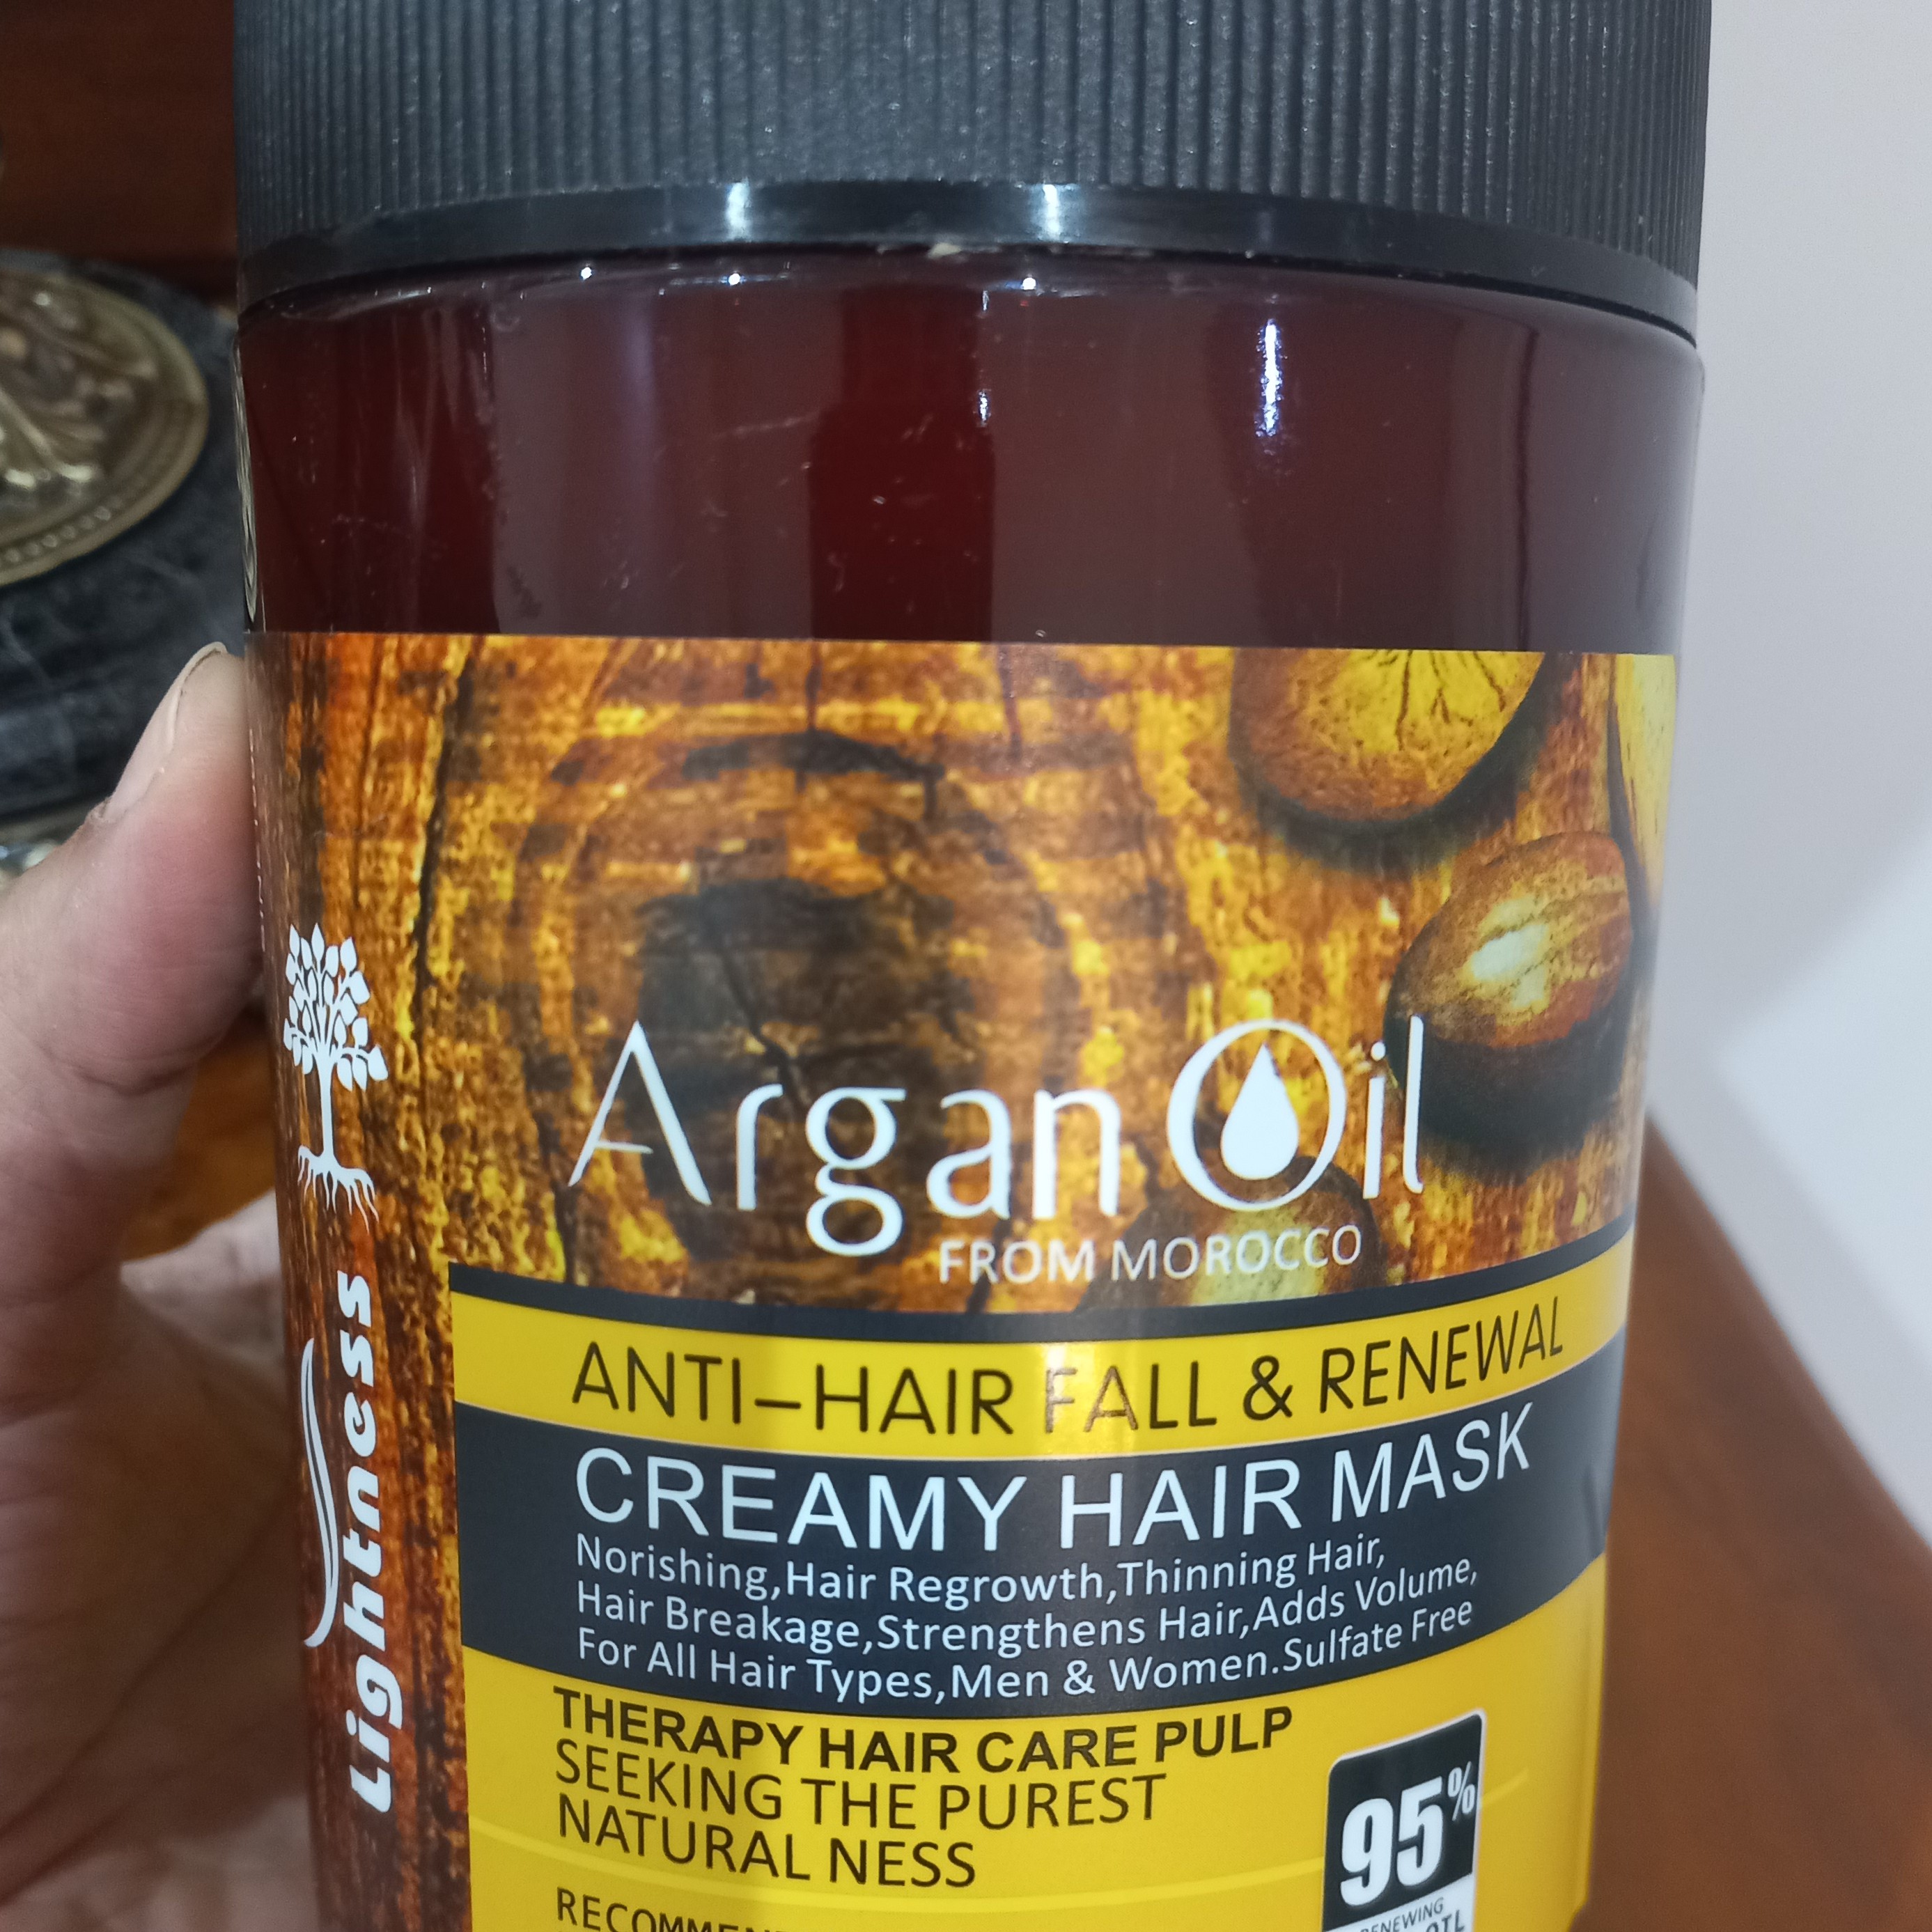 Argan Oil
FROM MOROCCO
ANTI-HAIR FALL & RENEWAL
CREAMY HAIR MASK
Norishing,Hair Regrowth,Thinning Hair,
Hair Breakage,Strengthens Hair,Adds Volume,
For All Hair Types,Men & Women.Sulfate Free
THERAPY HAIR CARE PULP
SEEKING THE PUREST
NATURAL NESS
95%
RENEWING
Lightness